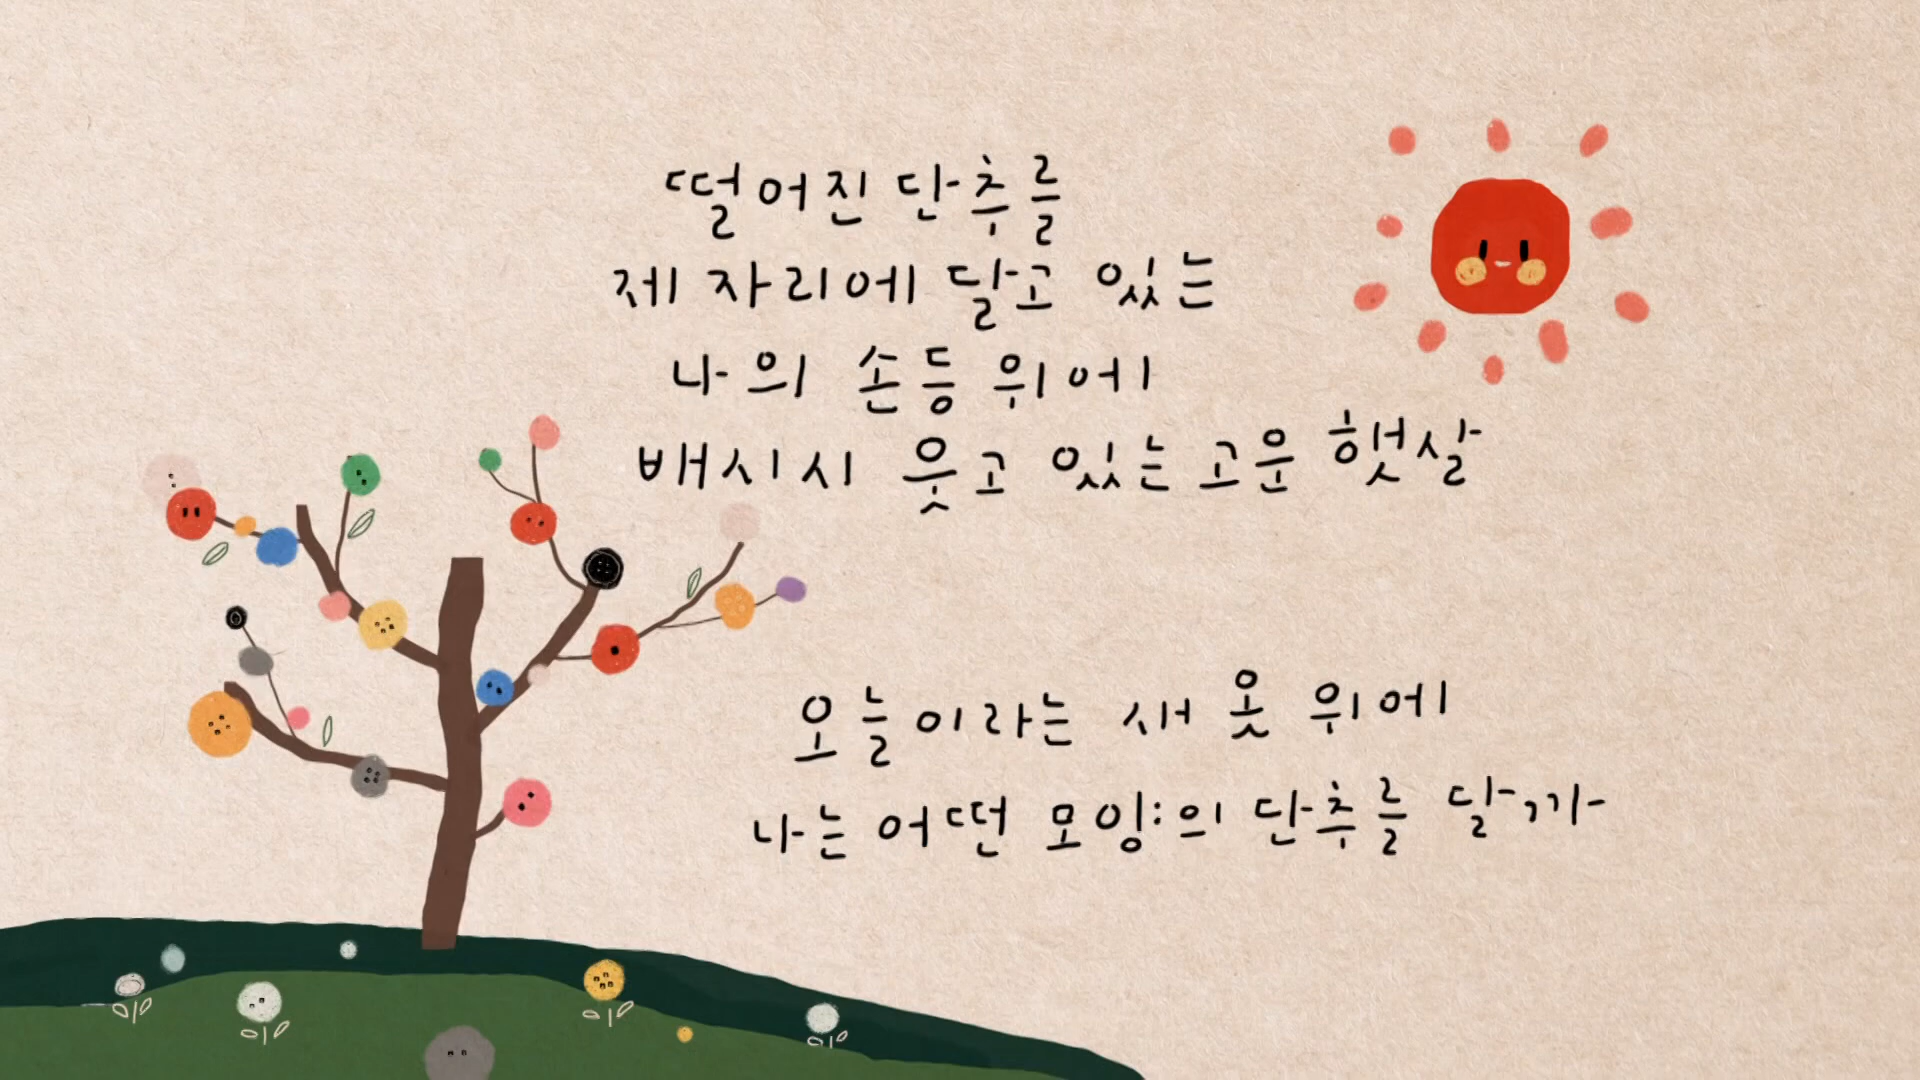 떨어진 단추를
제 자리에 달고 있는
나의 손등 위에
배시시 웃고 있는 고운 햇살
오늘이라는 새 옷 위에
나는 어떤 모양의 단추를 달까